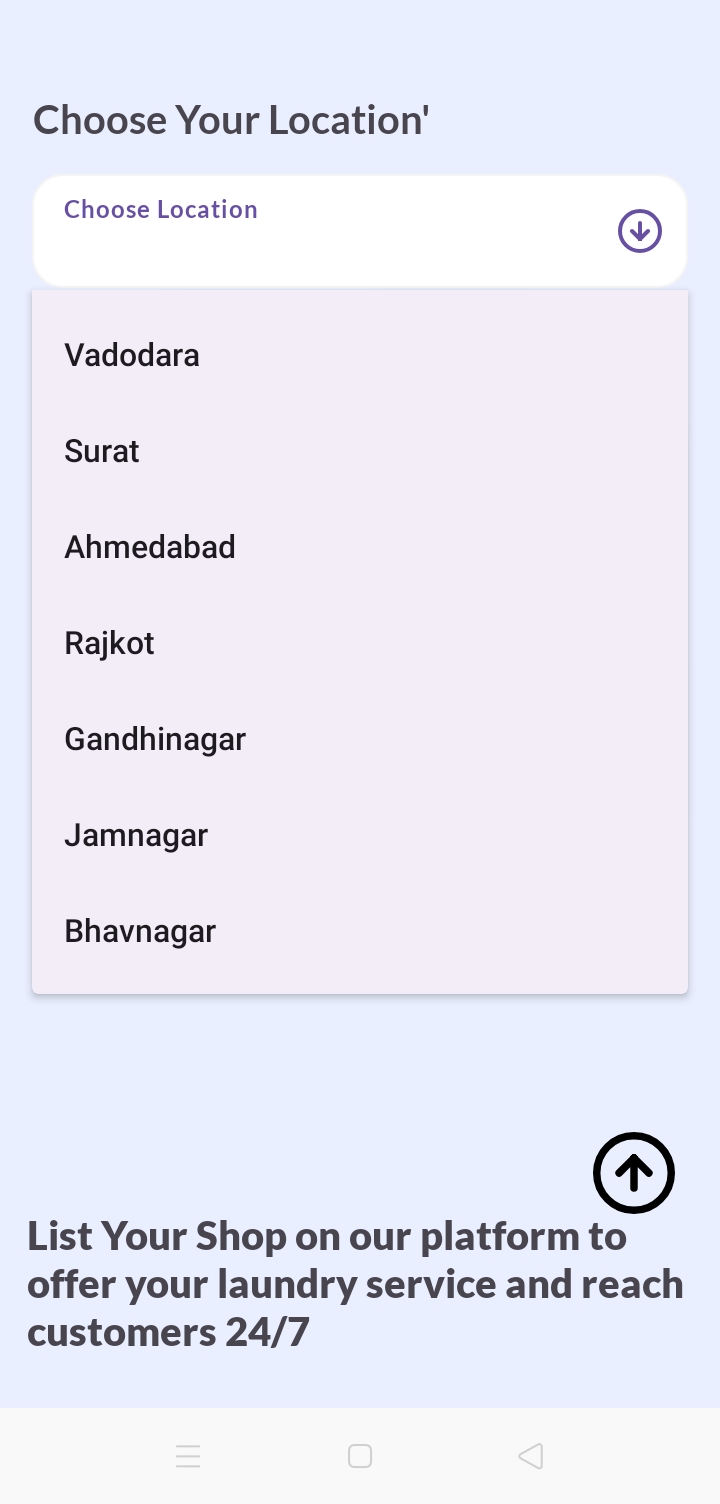 Choose Your Location'
Choose Location
Vadodara
Surat
Ahmedabad
Rajkot
Gandhinagar
Jamnagar
Bhavnagar
List Your Shop on our platform to
offer your laundry service and reach
customers 24/7